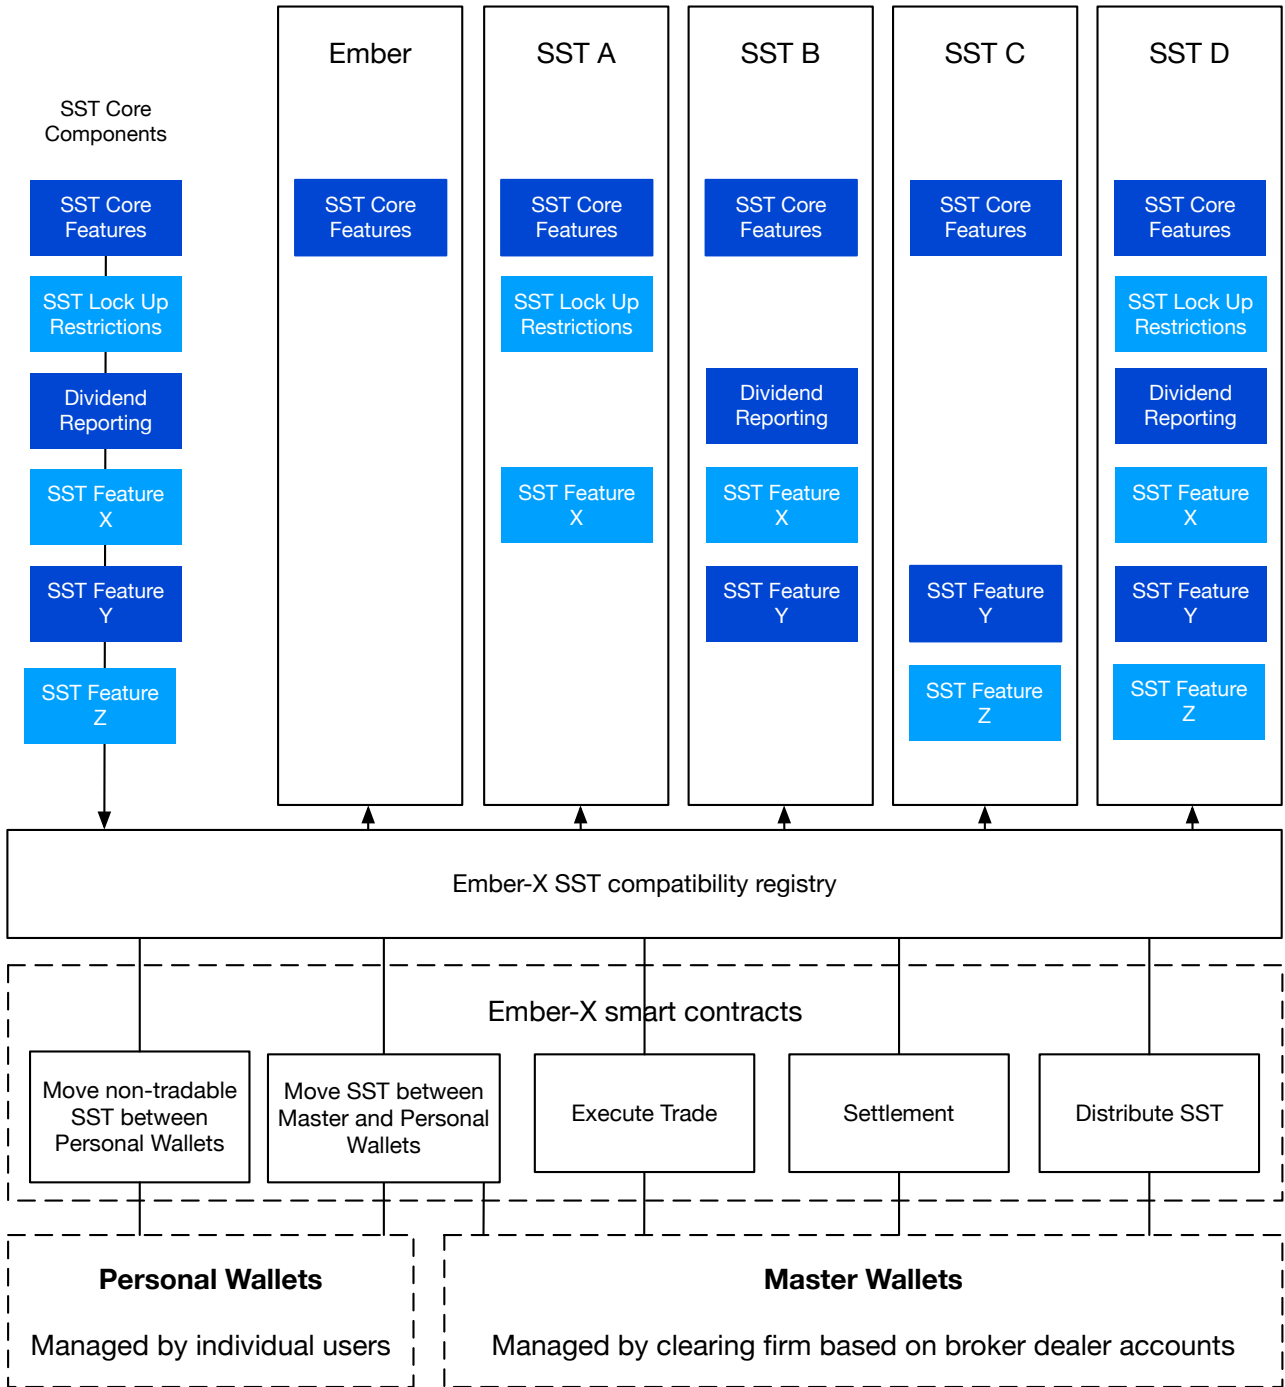 Ember
SST A
SST B
SST C
SST D
SST Core
Components
SST Core
Features
SST Core
Features
SST Core
Features
SST Core
Features
SST Core
Features
SST Core
Features
SST Lock Up
Restrictions
SST Lock Up
Restrictions
SST Lock Up
Restrictions
Dividend
Reporting
Dividend
Reporting
Dividend
Reporting
SST Feature
X
SST Feature
X
SST Feature
X
SST Feature
X
SST Feature
Y
SST Feature
Y
SST Feature
Y
SST Feature
Y
SST Feature
Z
SST Feature
Z
SST Feature
Z
Ember-X SST compatibility registry
Ember-X smart contracts
Move non-tradable
SST between
Personal Wallets
Move SST between
Master and Personal
Wallets
Execute Trade
Settlement
Distribute SST
Personal Wallets
Managed by individual users
Master Wallets
Managed by clearing firm based on broker dealer accounts